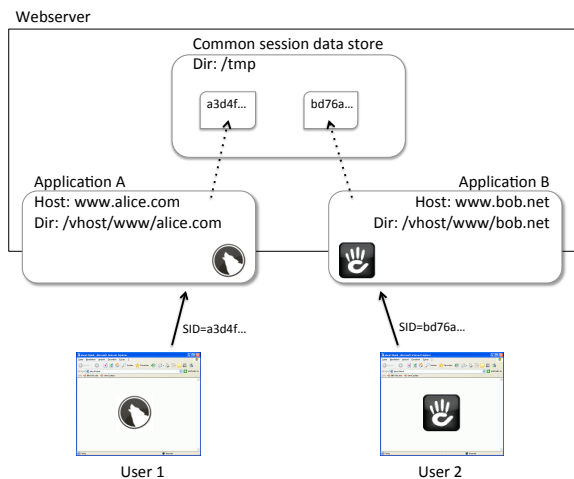 Webserver
Common session data store
Dir: /tmp
a3d4f...
bd76a...
Application A
Host: www.alice.com
Dir: /vhost/www/alice.com
Application B
Host: www.bob.net
Dir: /vhost/www/bob.net
SID=a3d4f...
SID=bd76a...
User 1
User 2